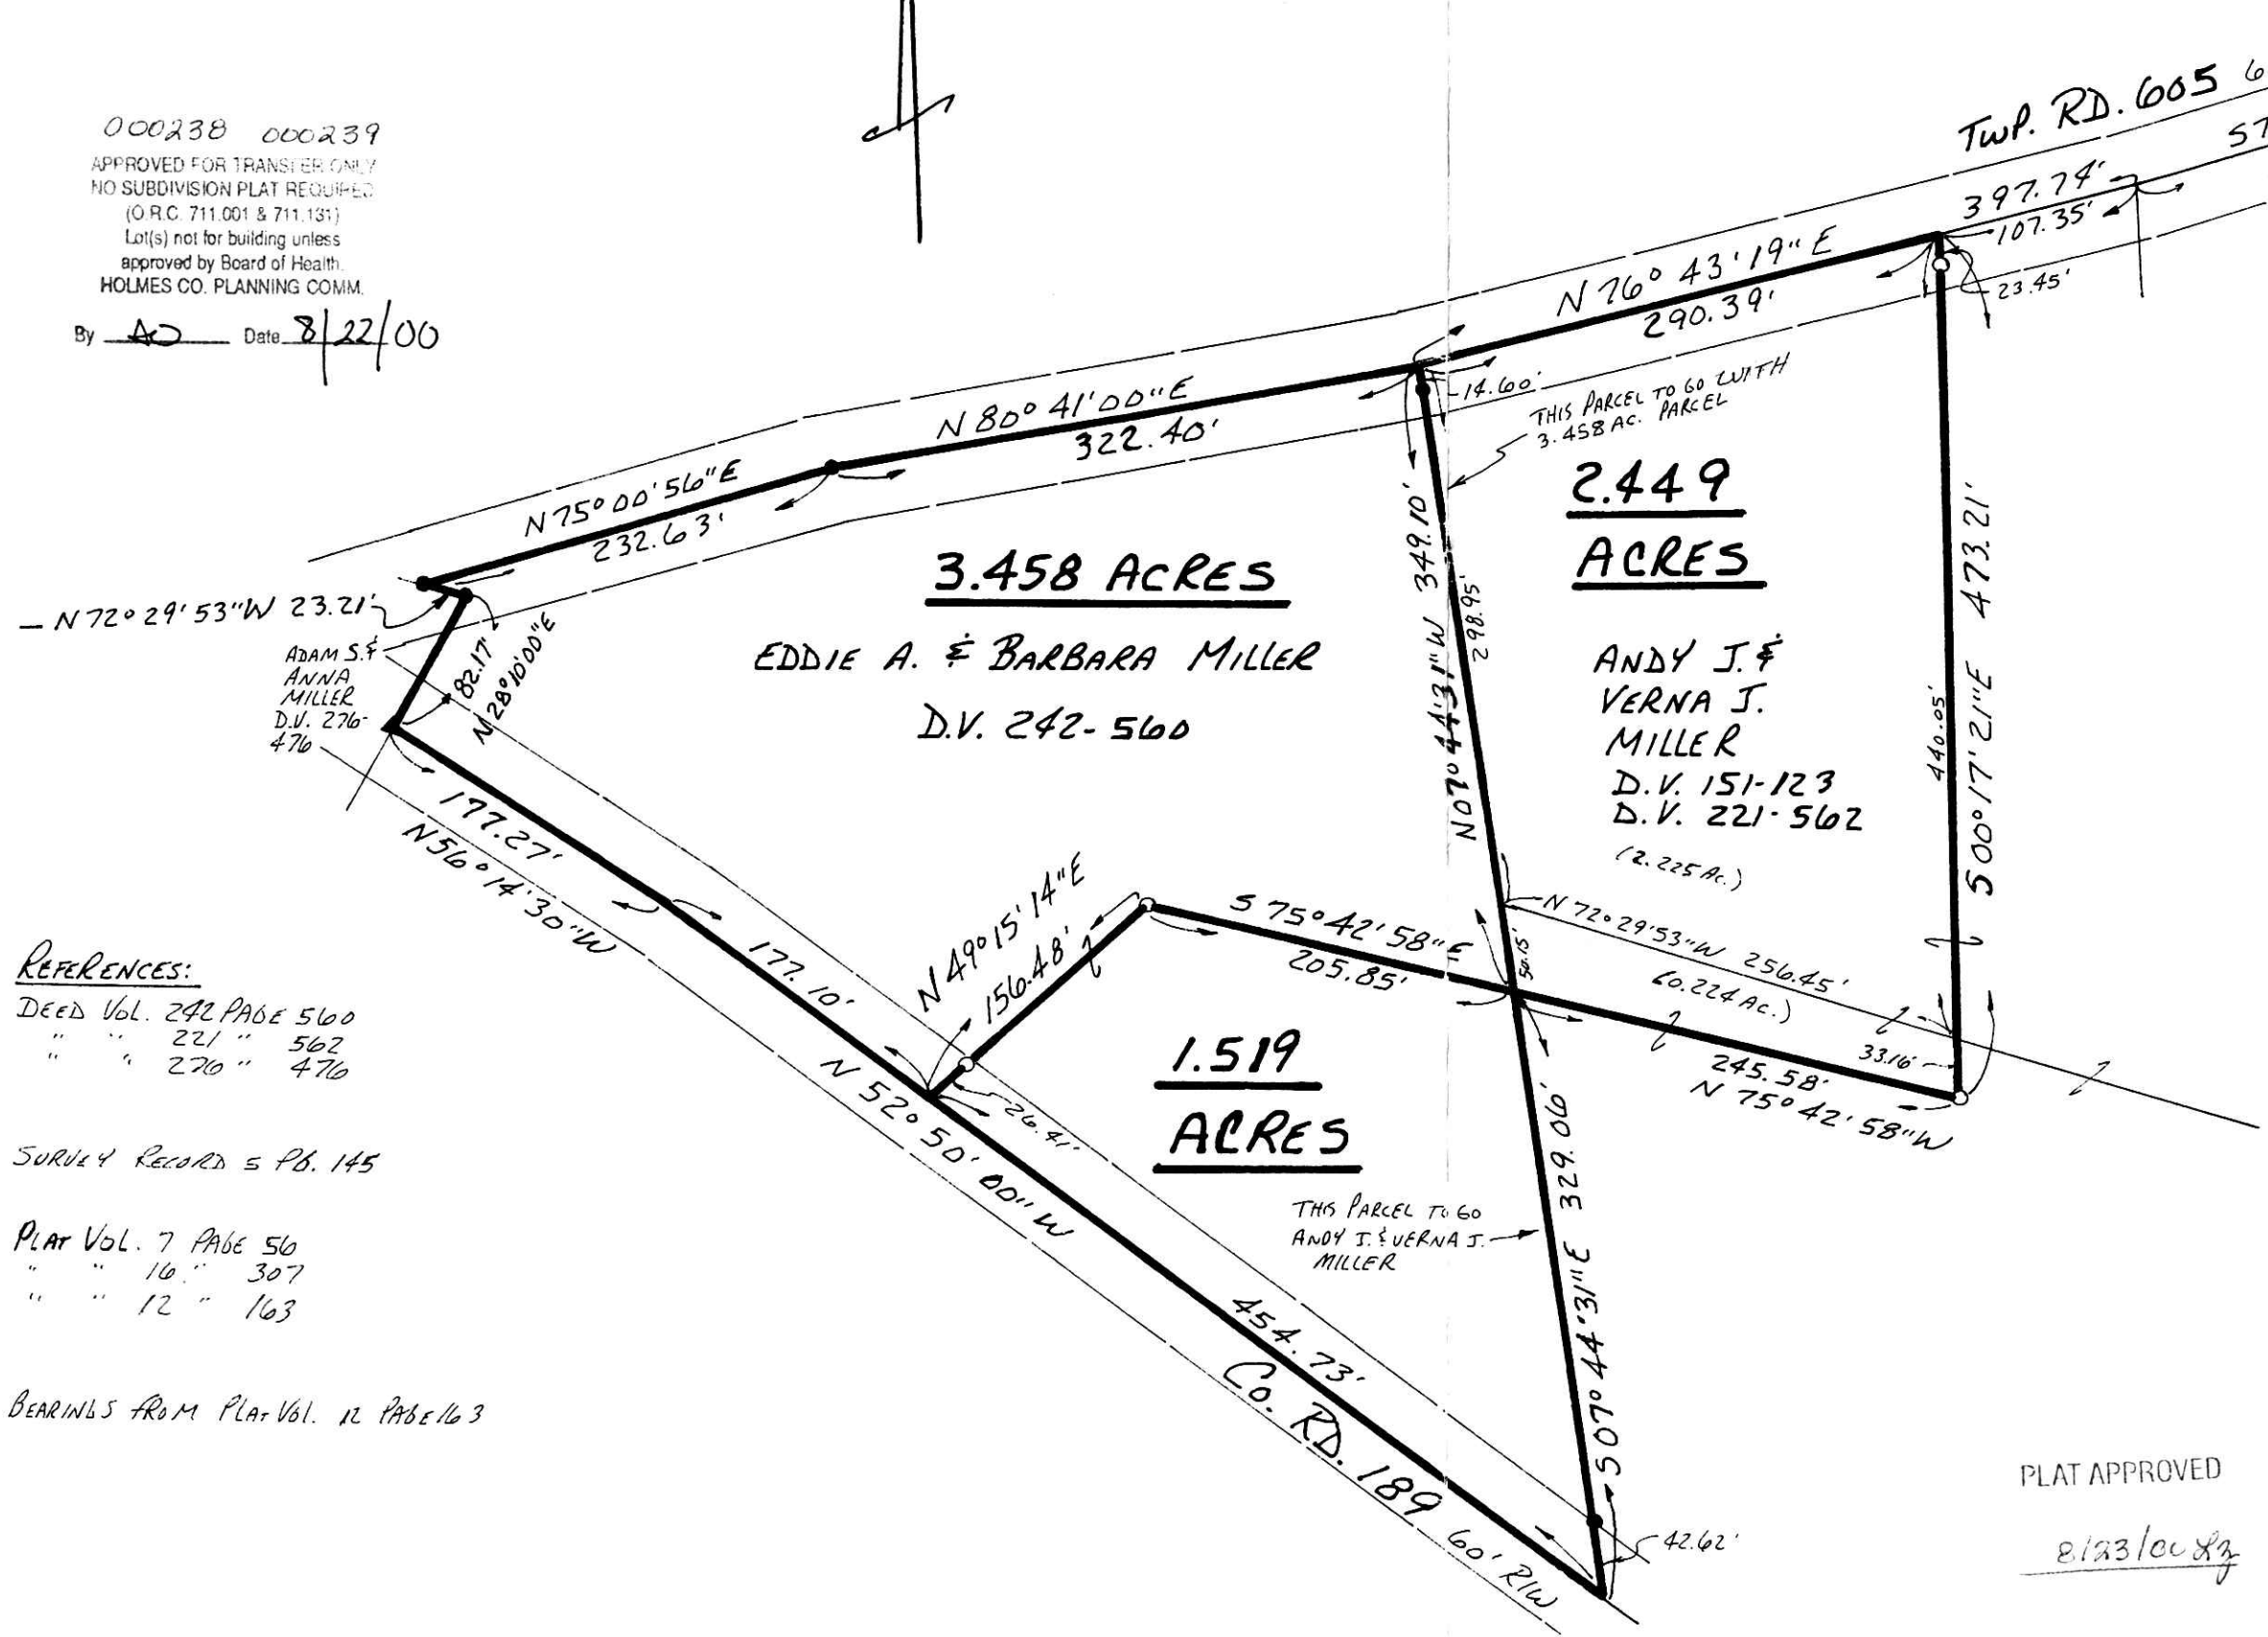 000238 000239
APPROVED FOR TRANSFER ONLY
NO SUBDIVISION PLAT REQUIRED
(O.R.C. 711.001 & 711.131)
Lot(s) not for building unless
approved by Board of Health.
HOLMES CO. PLANNING COMM.
By AO Date 8/22/00
TWP. RD. 605
397.74'
107.35'
23.45'
N 76° 43' 19" E
290.39'
14.60'
THIS PARCEL TO GO WITH
3.458 AC. PARCEL
N 80° 41' 00" E
322.40'
N 75° 00' 56" E
232.63'
N 72° 29' 53" W 23.21'
ADAM S. &
ANNA
MILLER
D.V. 276-
476
82.17'
N 28° 10' 00" E
3.458 ACRES
EDDIE A. & BARBARA MILLER
D.V. 242-560
N 07° 44' 31" W 349.10'
298.95'
2.449
ACRES
ANDY J. &
VERNA J.
MILLER
D.V. 151-123
D.V. 221-562
(2.225 AC.)
440.05'
S 00° 17' 21" E 473.21'
177.27'
N 56° 14' 30" W
177.10'
N 49° 15' 14" E
156.48'
26.41'
S 75° 42' 58" E
205.85'
50.15'
N 72° 29' 53" W 256.45'
(0.224 AC.)
33.16'
245.58'
N 75° 42' 58" W
1.519
ACRES
N 52° 50' 00" W
THIS PARCEL TO GO
ANDY J. & VERNA J.
MILLER
S 07° 44' 31" E 329.06'
454.73'
CO. RD. 189 60' R/W
42.62'
REFERENCES:
DEED VOL. 242 PAGE 560
" " 221 " 562
" " 276 " 476
SURVEY RECORD 5 PG. 145
PLAT VOL. 7 PAGE 56
" " 16 " 307
" " 12 " 163
BEARINGS FROM PLAT VOL. 12 PAGE 163
PLAT APPROVED
8/23/00